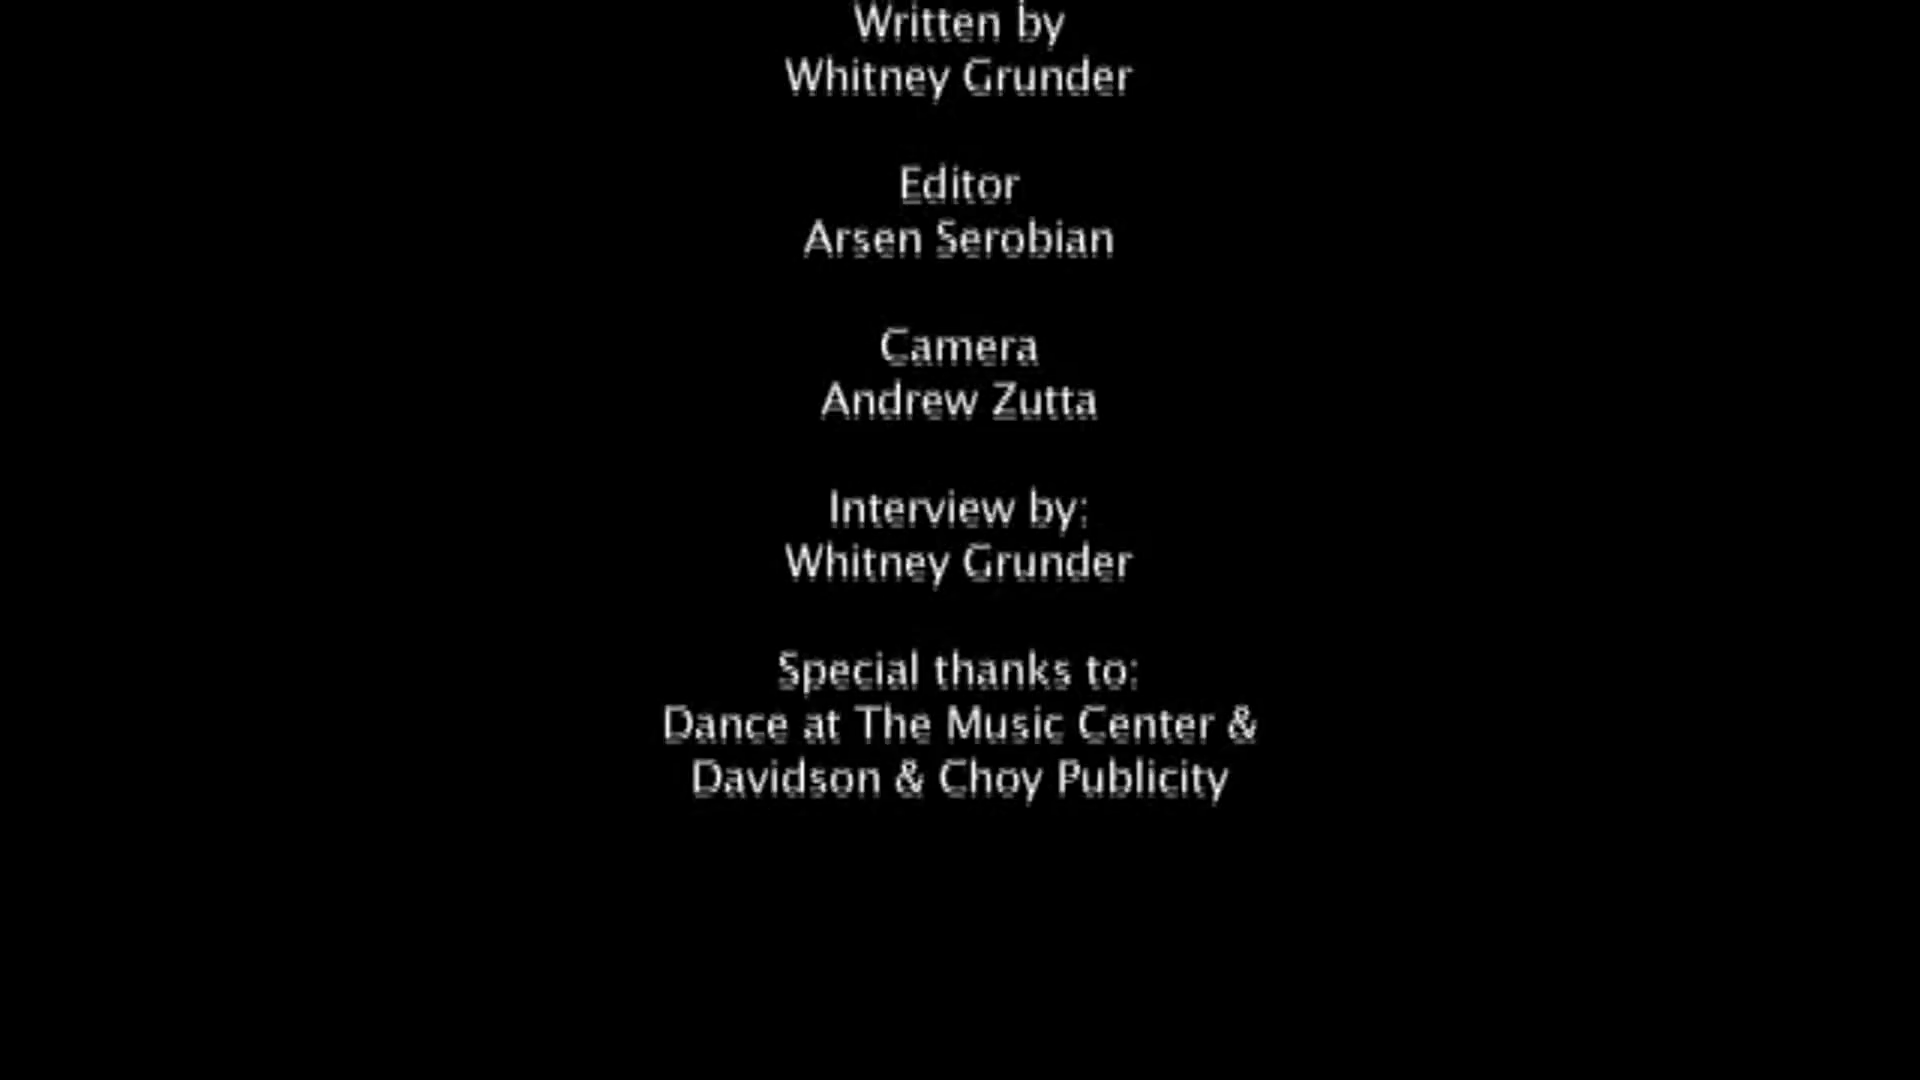 Written by
Whitney Grunder
Editor
Arsen Serobian
Camera
Andrew Zutta
Interview by:
Whitney Grunder
Special thanks to:
Dance at The Music Center &
Davidson & Choy Publicity